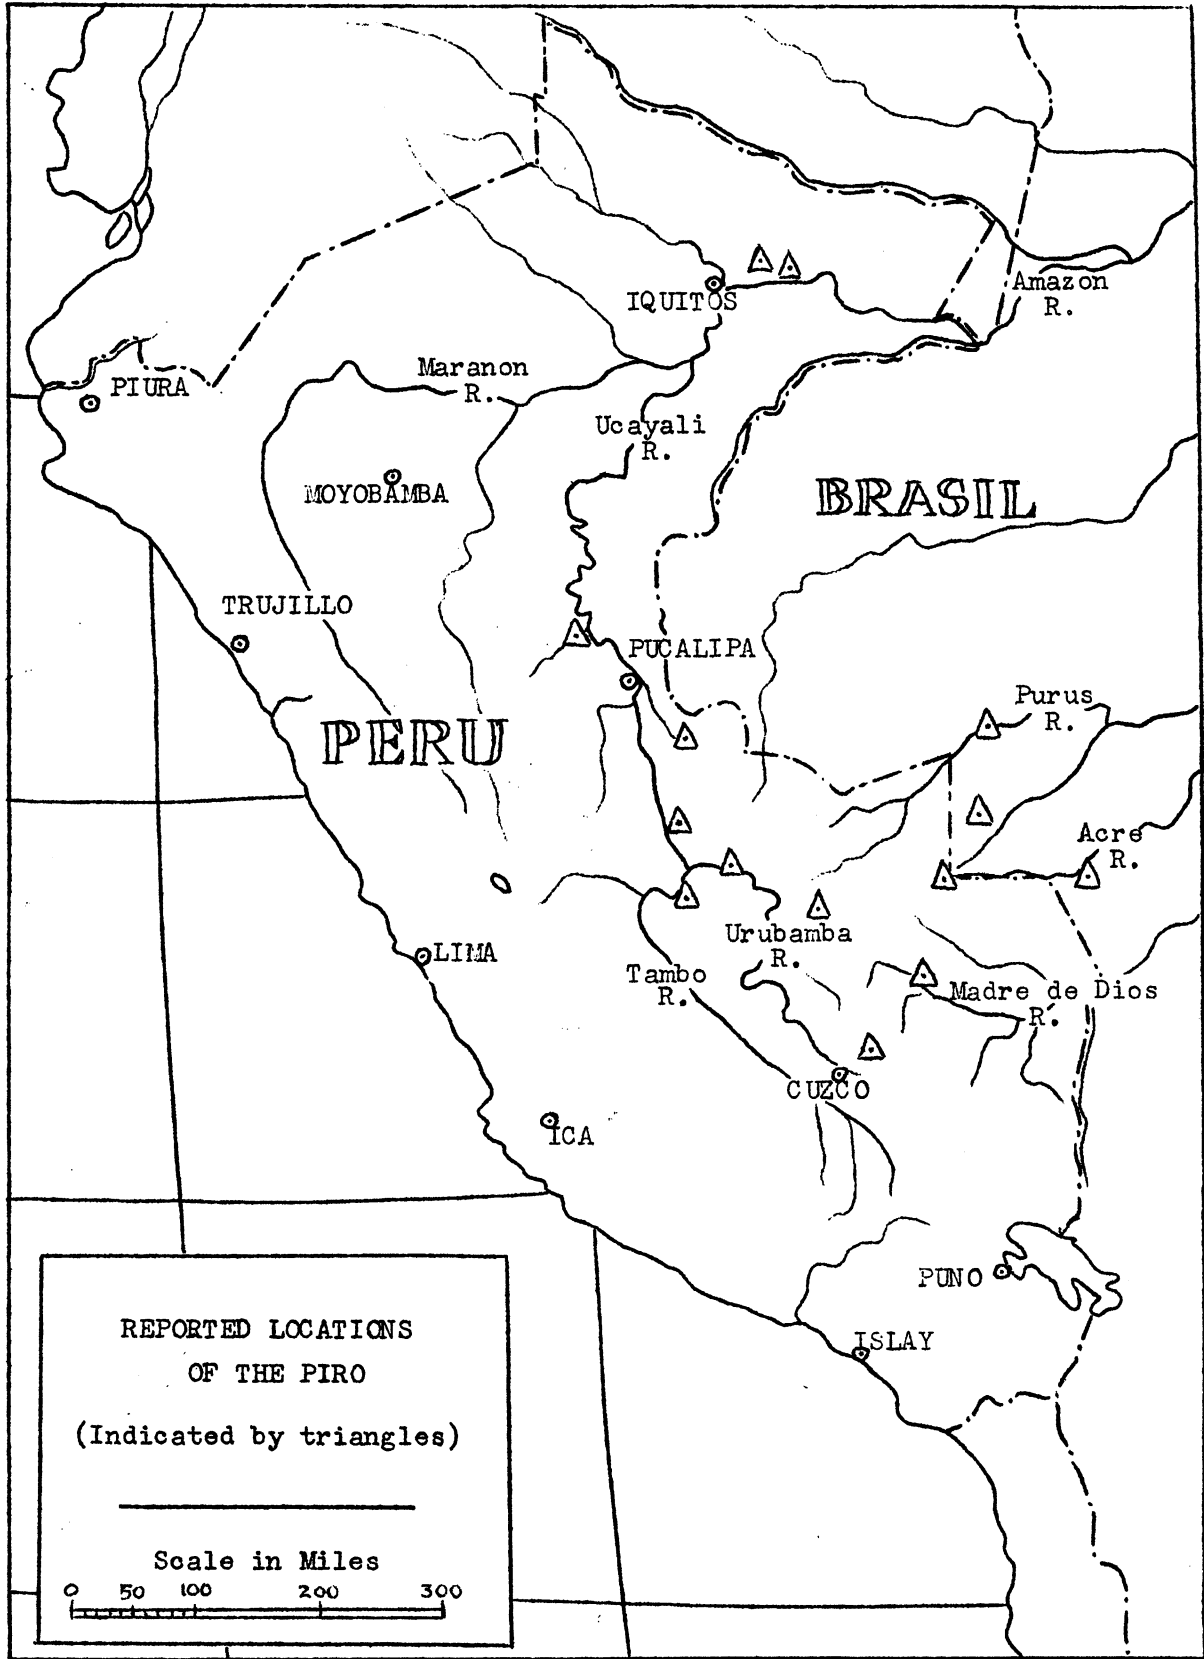 IQUITOS
Amazon
R.
PIURA
Maranon
R.
Ucayali
R.
MOYOBAMBA
BRASIL
TRUJILLO
PUCALIPA
Purus
R.
PERU
Acre
R.
LIMA
Urubamba
R.
Tambo
R.
Madre de Dios
R.
CUZCO
ICA
PUNO
ISLAY
REPORTED LOCATIONS
OF THE PIRO
(Indicated by triangles)
Scale in Miles
0 50 100 200 300